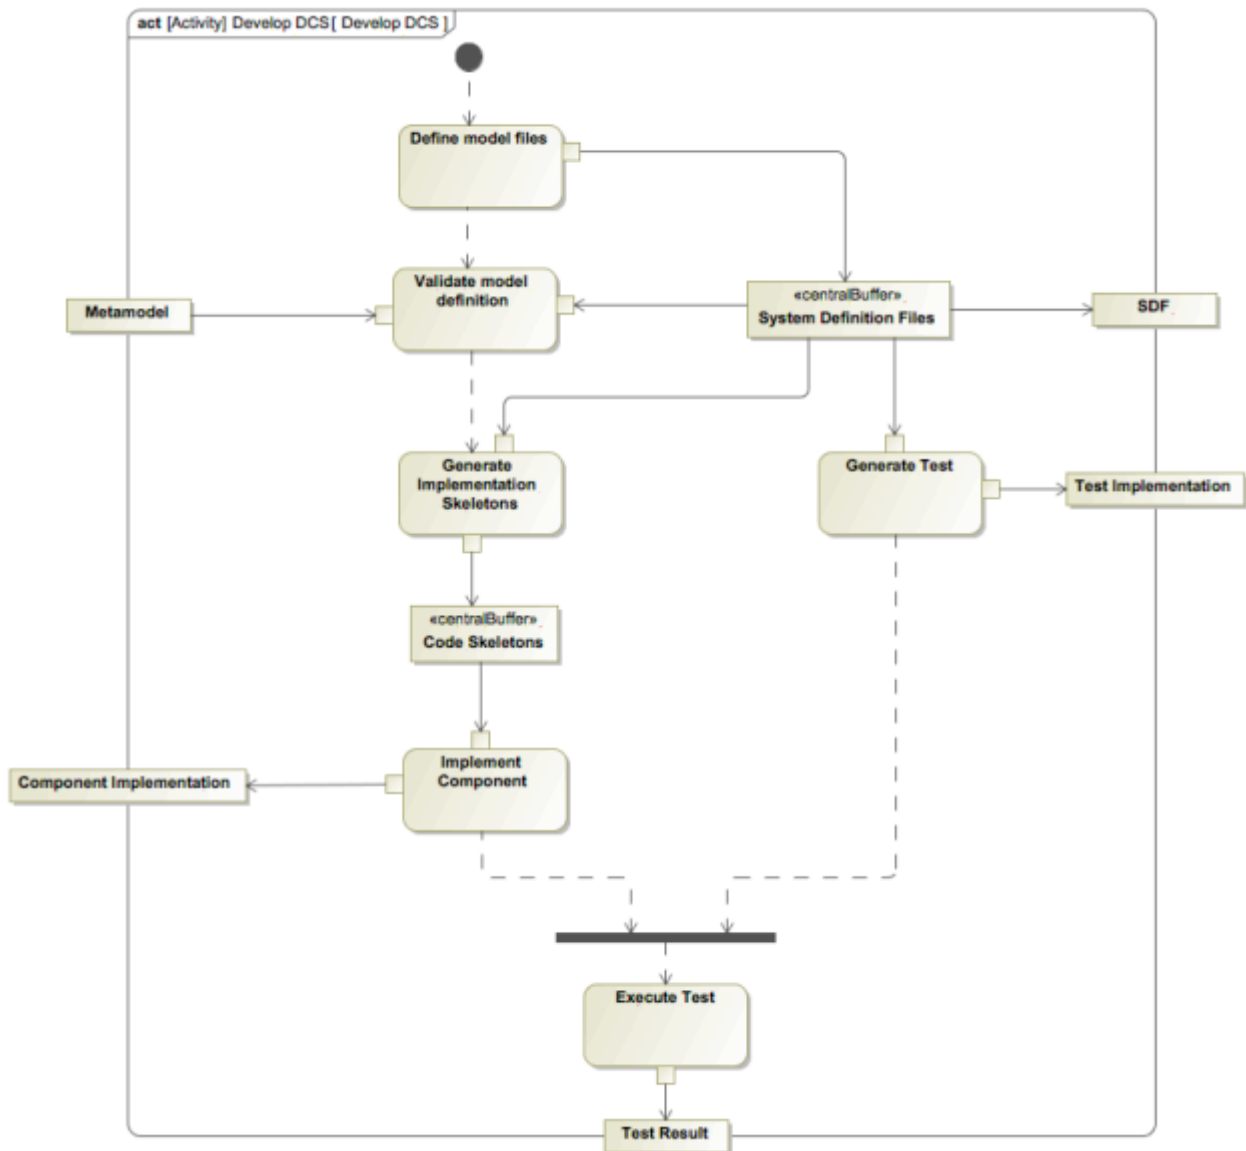 act [Activity] Develop DCS[ Develop DCS ]
Define model files
Validate model
definition
Metamodel
«centralBuffer»
System Definition Files
SDF
Generate
Implementation
Skeletons
Generate Test
Test Implementation
«centralBuffer»
Code Skeletons
Implement
Component
Component Implementation
Execute Test
Test Result